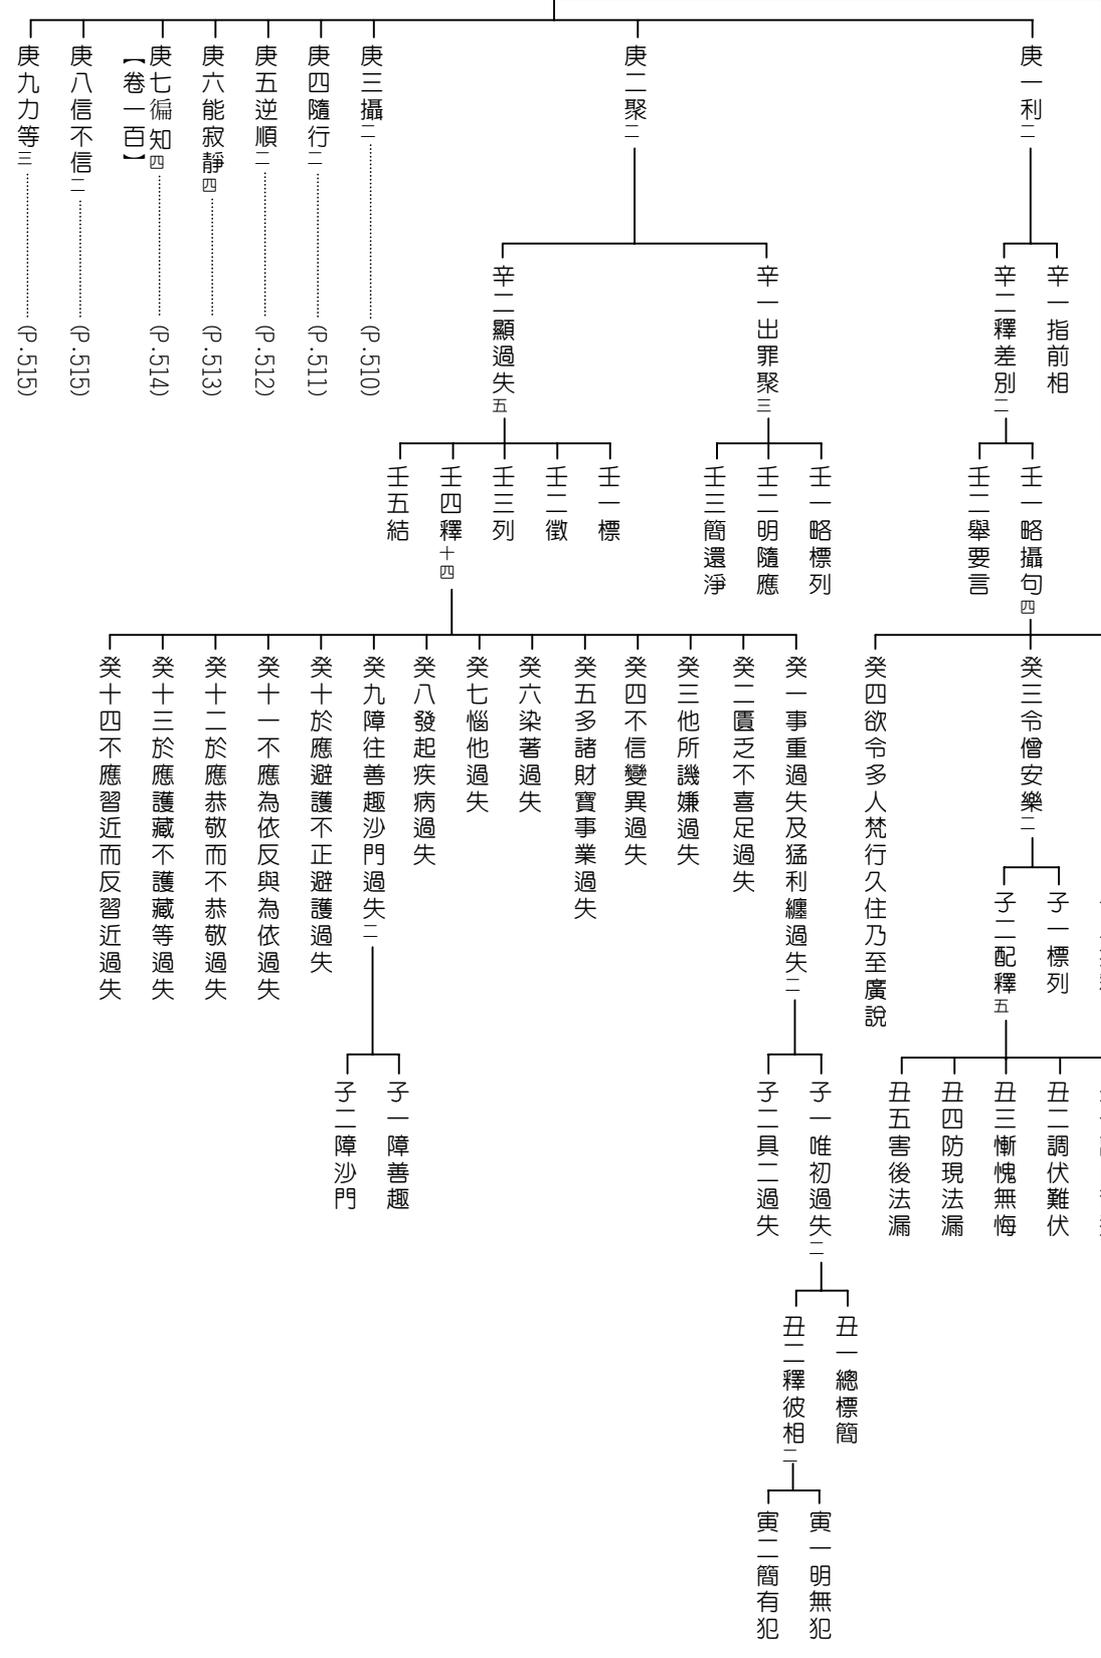 庚一利二
庚二聚二
庚三攝二 (P.510)
庚四隨行二 (P.511)
庚五逆順二 (P.512)
庚六能寂靜四 (P.513)
庚七徧知四 (P.514)
【卷一百】
庚八信不信二 (P.515)
庚九力等三 (P.515)
辛一指前相
辛二釋差別二
辛一出罪聚三
辛二顯過失五
壬一略攝句四
壬二舉要言
壬一略標列
壬二明隨應
壬三簡還淨
壬一標
壬二徵
壬三列
壬四釋十四
壬五結
癸三令僧安樂二
癸四欲令多人梵行久住乃至廣說
癸一事重過失及猛利纏過失二
癸二匱乏不喜足過失
癸三他所譏嫌過失
癸四不信變異過失
癸五多諸財寶事業過失
癸六染著過失
癸七惱他過失
癸八發起疾病過失
癸九障往善趣沙門過失二
癸十於應避護不正避護過失
癸十一不應為依反與為依過失
癸十二於應恭敬而不恭敬過失
癸十三於應護藏不護藏等過失
癸十四不應習近而反習近過失
子一標列
子二配釋五
丑二調伏難伏
丑三慚愧無悔
丑四防現法漏
丑五害後法漏
子一唯初過失二
子二具二過失
子一障善趣
子二障沙門
丑一總標簡
丑二釋彼相二
寅一明無犯
寅二簡有犯